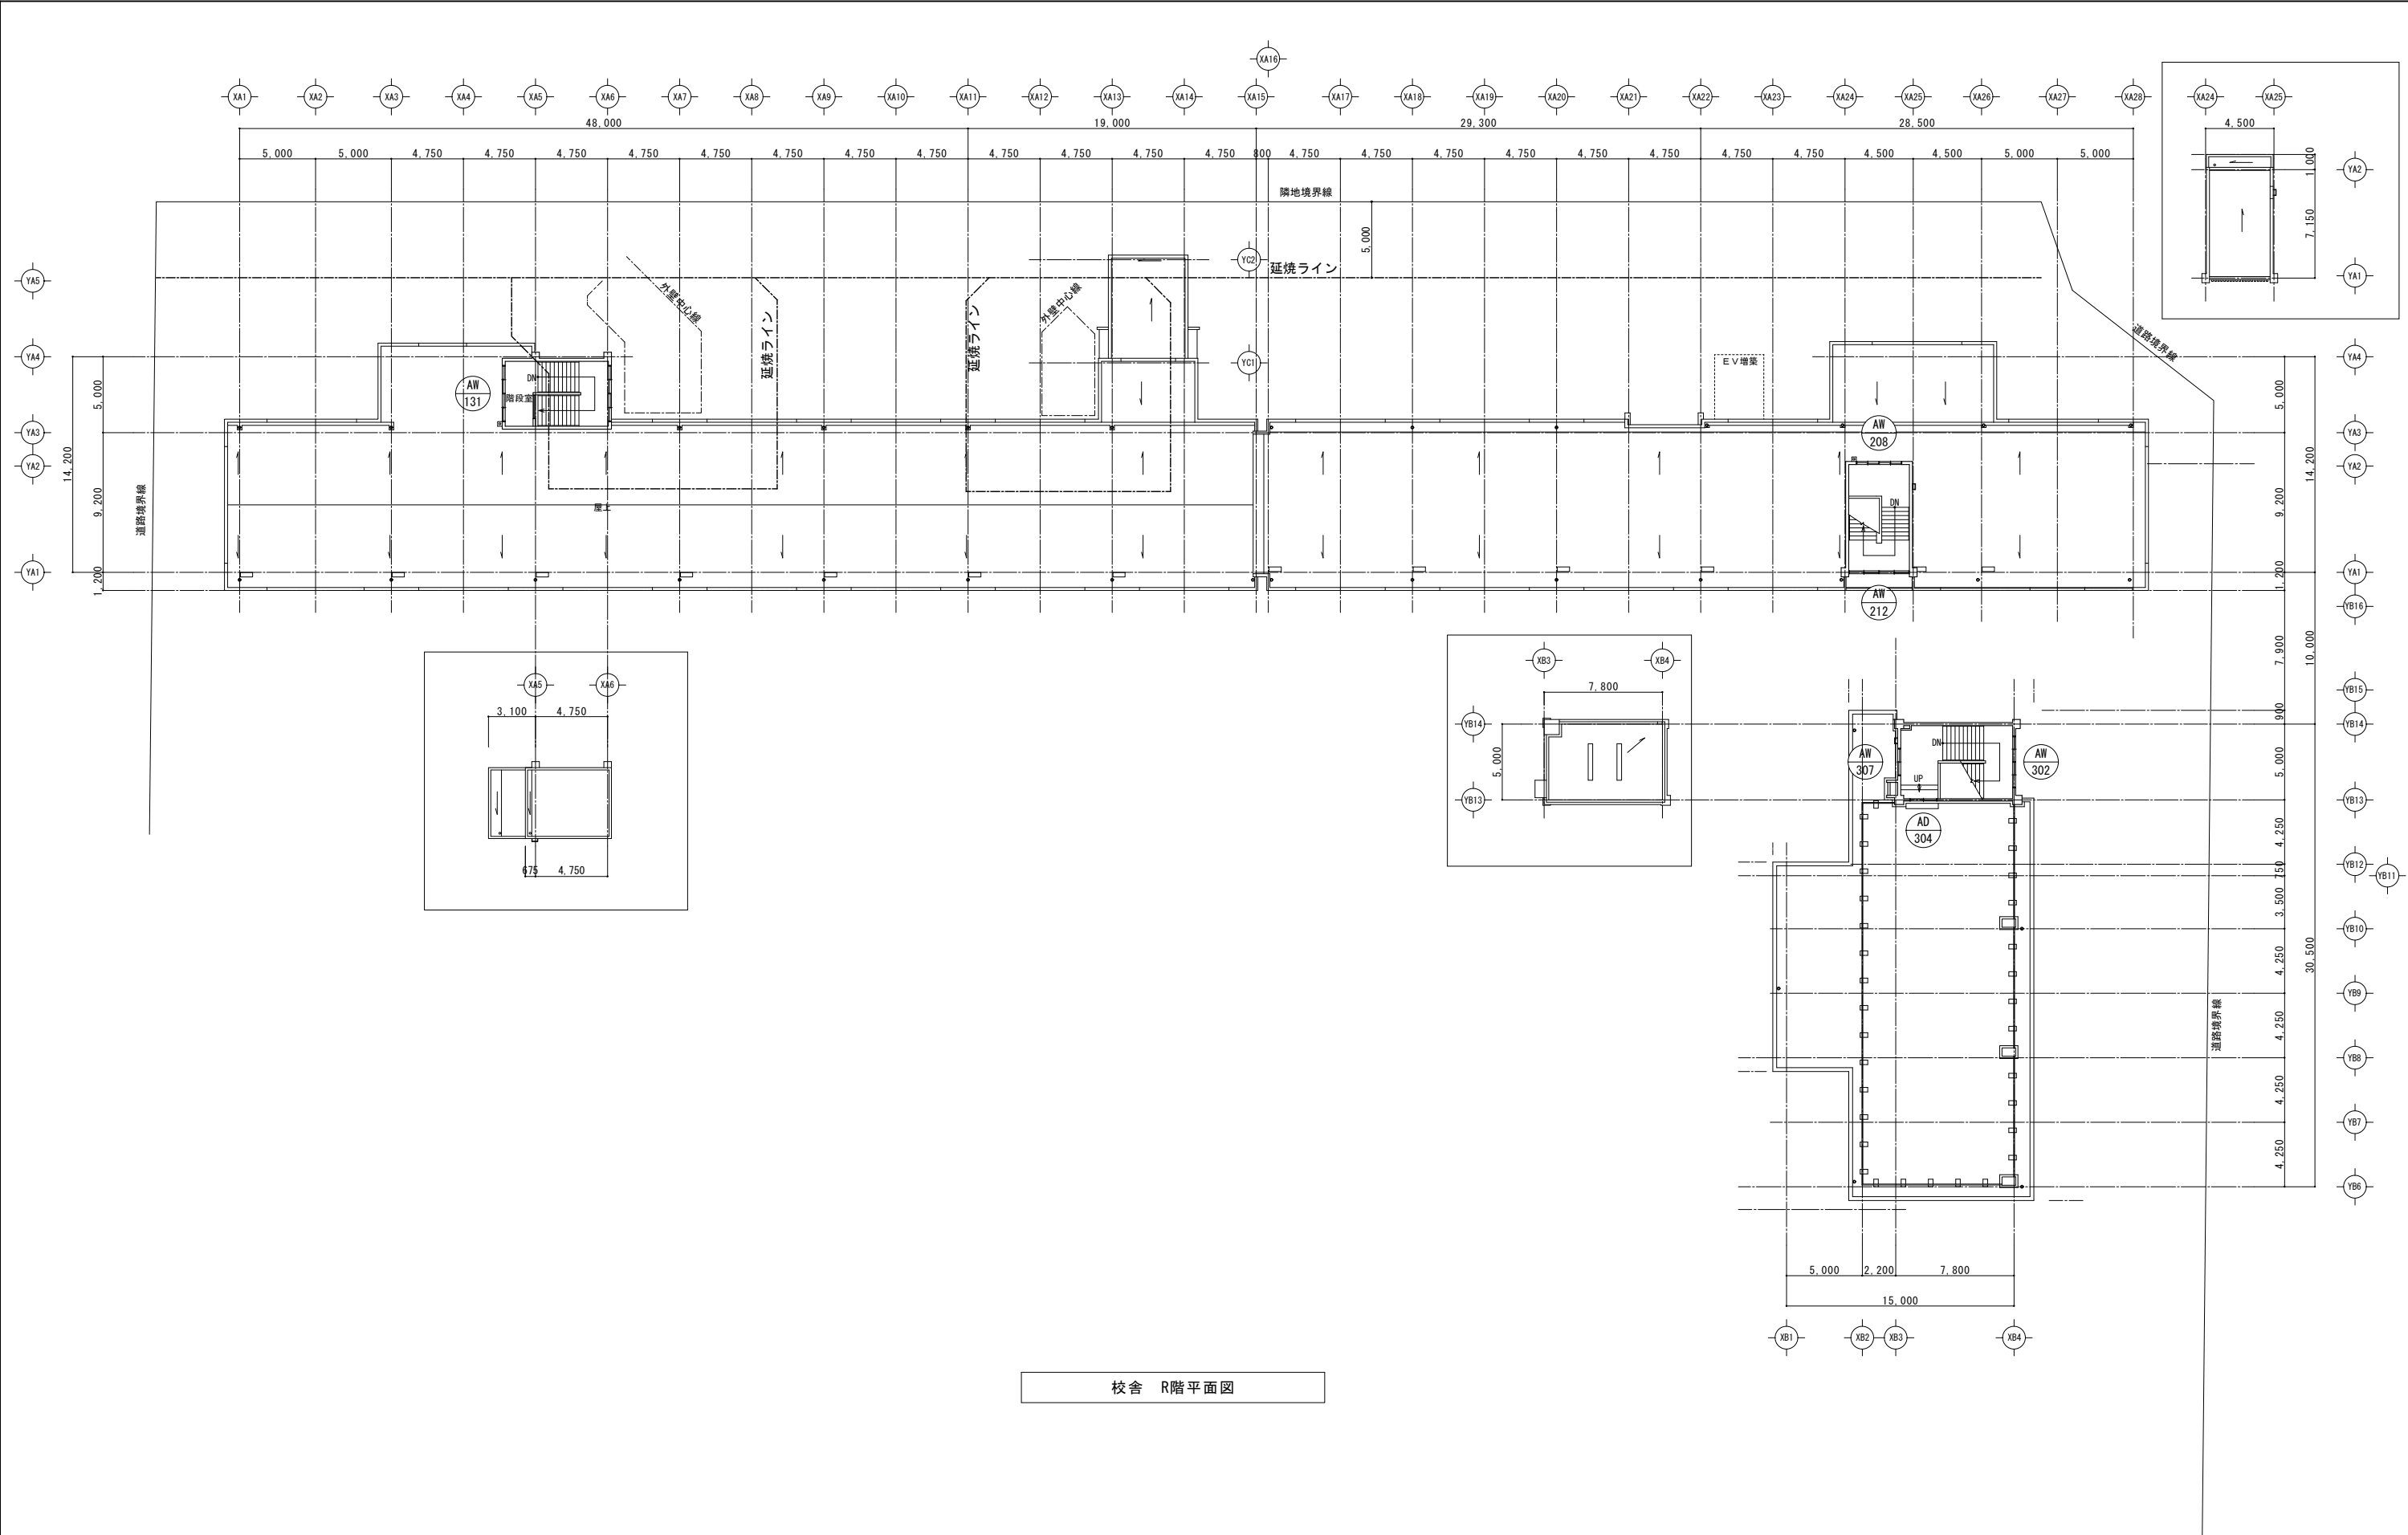 XA16
XA1 XA2 XA3 XA4 XA5 XA6 XA7 XA8 XA9 XA10 XA11 XA12 XA13 XA14 XA15 XA17 XA18 XA19 XA20 XA21 XA22 XA23 XA24 XA25 XA26 XA27 XA28
48,000 19,000 29,300 28,500
5,000 5,000 4,750 4,750 4,750 4,750 4,750 4,750 4,750 4,750 4,750 4,750 4,750 4,750 800 4,750 4,750 4,750 4,750 4,750 4,750 4,750 4,750 4,500 4,500 5,000 5,000
XA24 XA25
4,500
1,000
7,150
YA2
YA1
隣地境界線
5,000
YA5
YA4
YA3
YA2
YA1
5,000
9,200
1,200
14,200
道路境界線
延焼ライン
YC2
YC1
外壁中心線
延焼ライン
延焼ライン
外壁中心線
AW
131
DN
階段室
屋上
EV増築
AW
208
DN
AW
212
道路境界線
YA4
YA3
YA2
YA1
YB16
YB15
YB14
YB13
YB12
YB11
YB10
YB9
YB8
YB7
YB6
5,000
9,200
1,200
7,900
900
5,000
4,250
750
3,500
4,250
4,250
4,250
4,250
14,200
10,000
30,500
道路境界線
XA5 XA6
3,100 4,750
675 4,750
XB3 XB4
7,800
YB14
YB13
5,000
AW
307
DN
UP
AW
302
AD
304
5,000 2,200 7,800
15,000
XB1 XB2 XB3 XB4
校舎 R階平面図